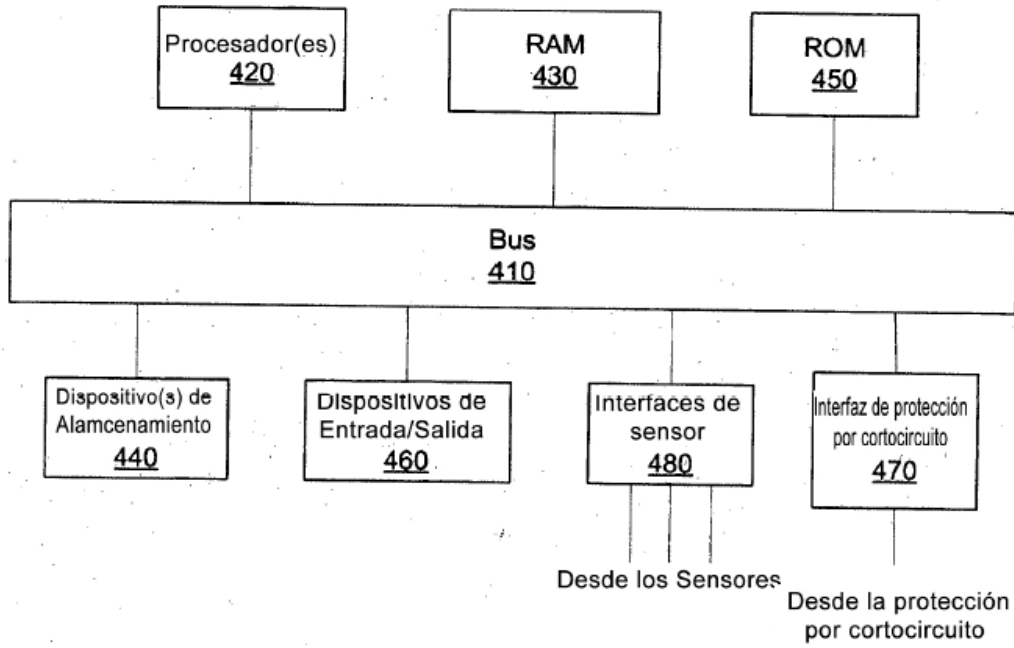 Procesador(es)
420
RAM
430
ROM
450
Bus
410
Dispositivo(s) de
Alamcenamiento
440
Dispositivos de
Entrada/Salida
460
Interfaces de
sensor
480
Interfaz de protección
por cortocircuito
470
Desde los Sensores
Desde la protección
por cortocircuito